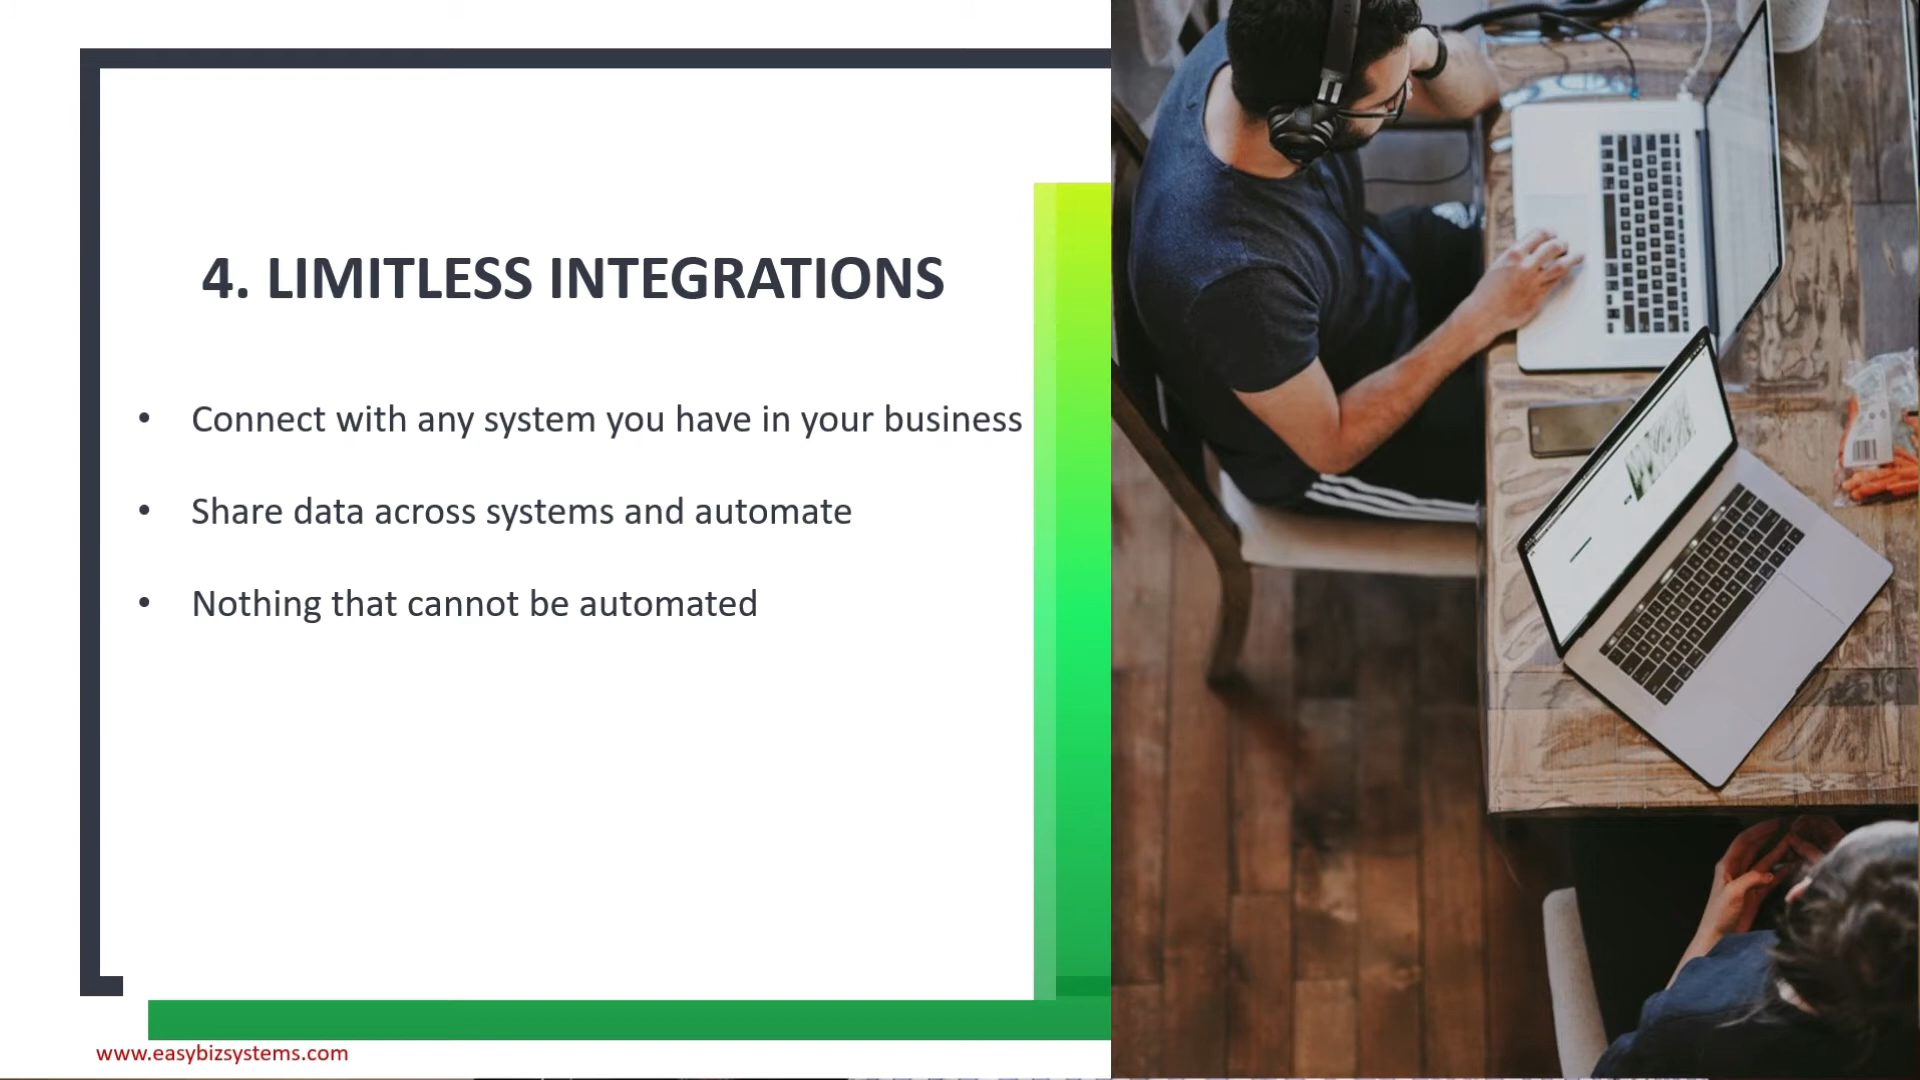 4. LIMITLESS INTEGRATIONS
• Connect with any system you have in your business
• Share data across systems and automate
• Nothing that cannot be automated
www.easybizsystems.com